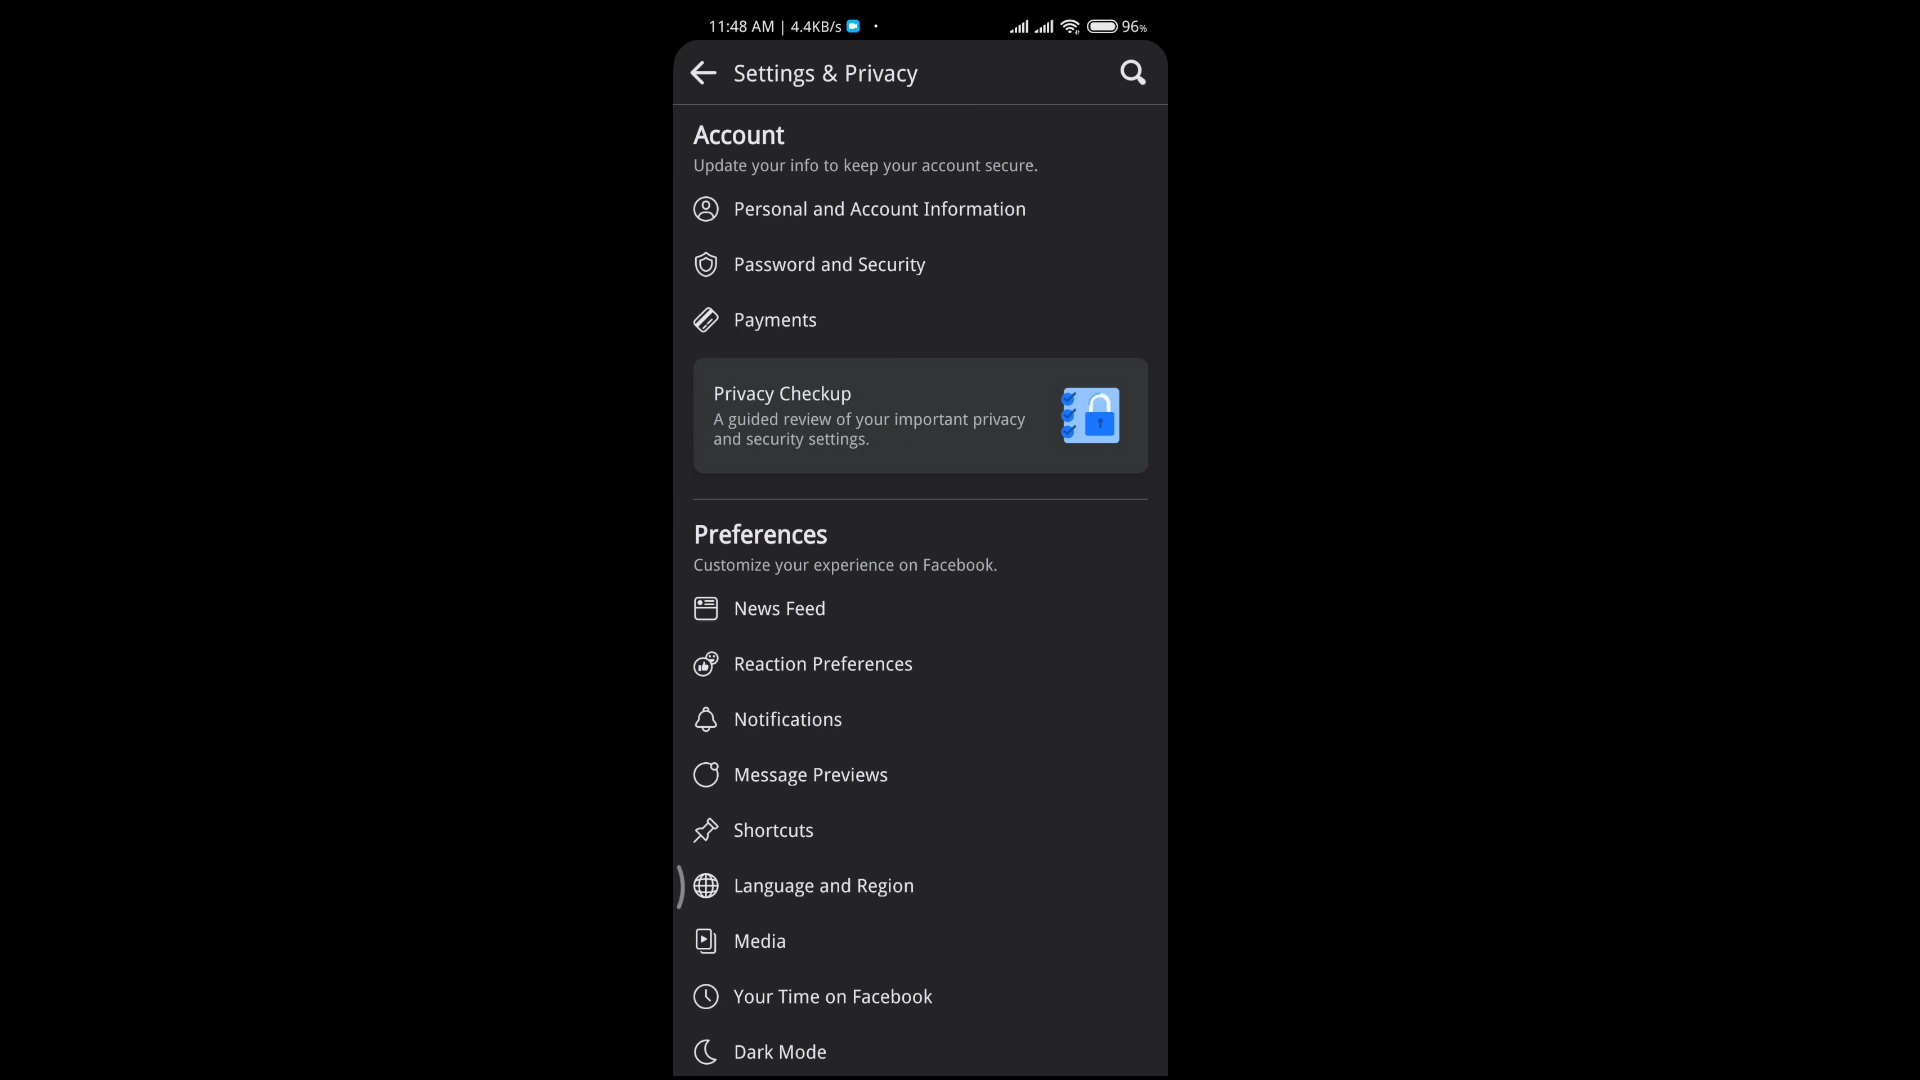 11:48 AM | 4.4KB/s
96%
Settings & Privacy
Account
Update your info to keep your account secure.
Personal and Account Information
Password and Security
Payments
Privacy Checkup
A guided review of your important privacy
and security settings.
Preferences
Customize your experience on Facebook.
News Feed
Reaction Preferences
Notifications
Message Previews
Shortcuts
Language and Region
Media
Your Time on Facebook
Dark Mode